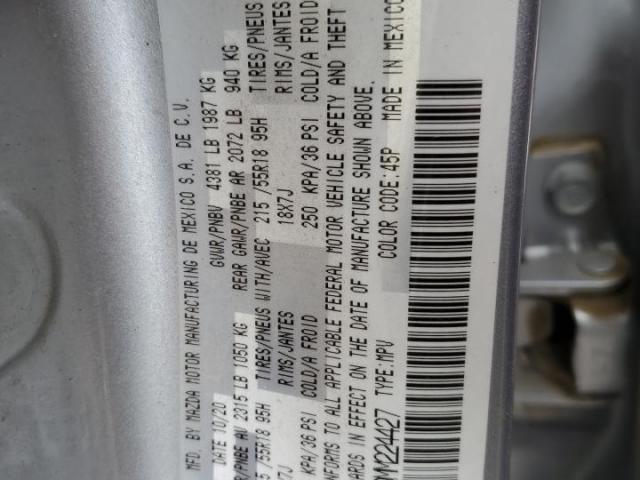 MFD. BY MAZDA MOTOR MANUFACTURING DE MEXICO S.A. DE C.V.
DATE 10/20 GVWR/PNBV 4381 LB 1987 KG
/PNBE AV 2315 LB 1050 KG REAR GAWR/PNBE AR 2072 LB 940 KG
/55R18 95H TIRES/PNEUS WITH/AVEC 215 /55R18 95H TIRES/PNEUS
RIMS/JANTES 18X7J RIMS/JANTES
KPA/36 PSI COLD/A FROID 250 KPA/36 PSI COLD/A FROID
TO ALL APPLICABLE FEDERAL MOTOR VEHICLE SAFETY AND THEFT
IN EFFECT ON THE DATE OF MANUFACTURE SHOWN ABOVE.
224427 TYPE:MPV COLOR CODE:45P MADE IN MEXICO